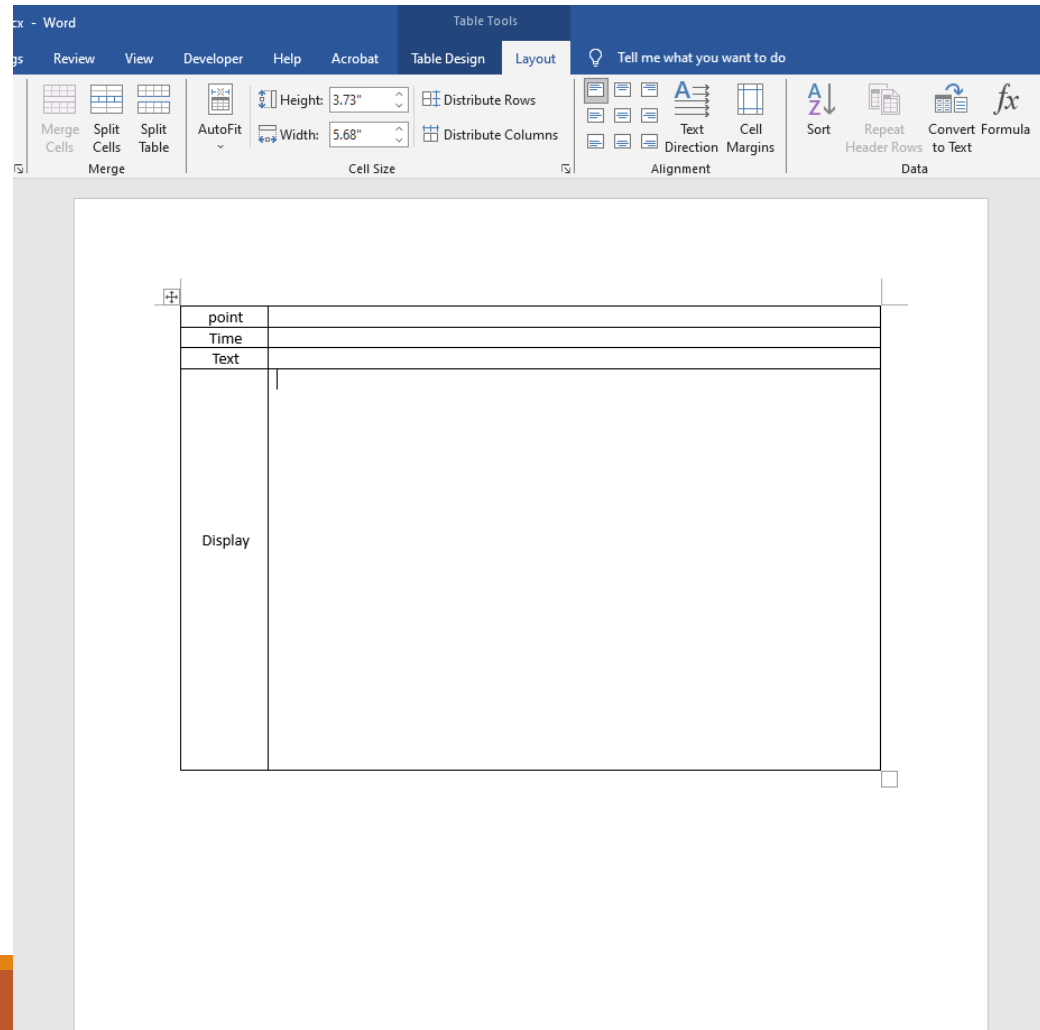 cx - Word
Table Tools
gs Review View Developer Help Acrobat Table Design Layout Tell me what you want to do
Merge Cells
Split Cells
Split Table
Merge
AutoFit
Height: 3.73"
Width: 5.68"
Distribute Rows
Distribute Columns
Cell Size
A
Text Direction
Cell Margins
Alignment
A
Z
Sort
Repeat Header Rows
Convert to Text
fx
Formula
Data
point
Time
Text
Display